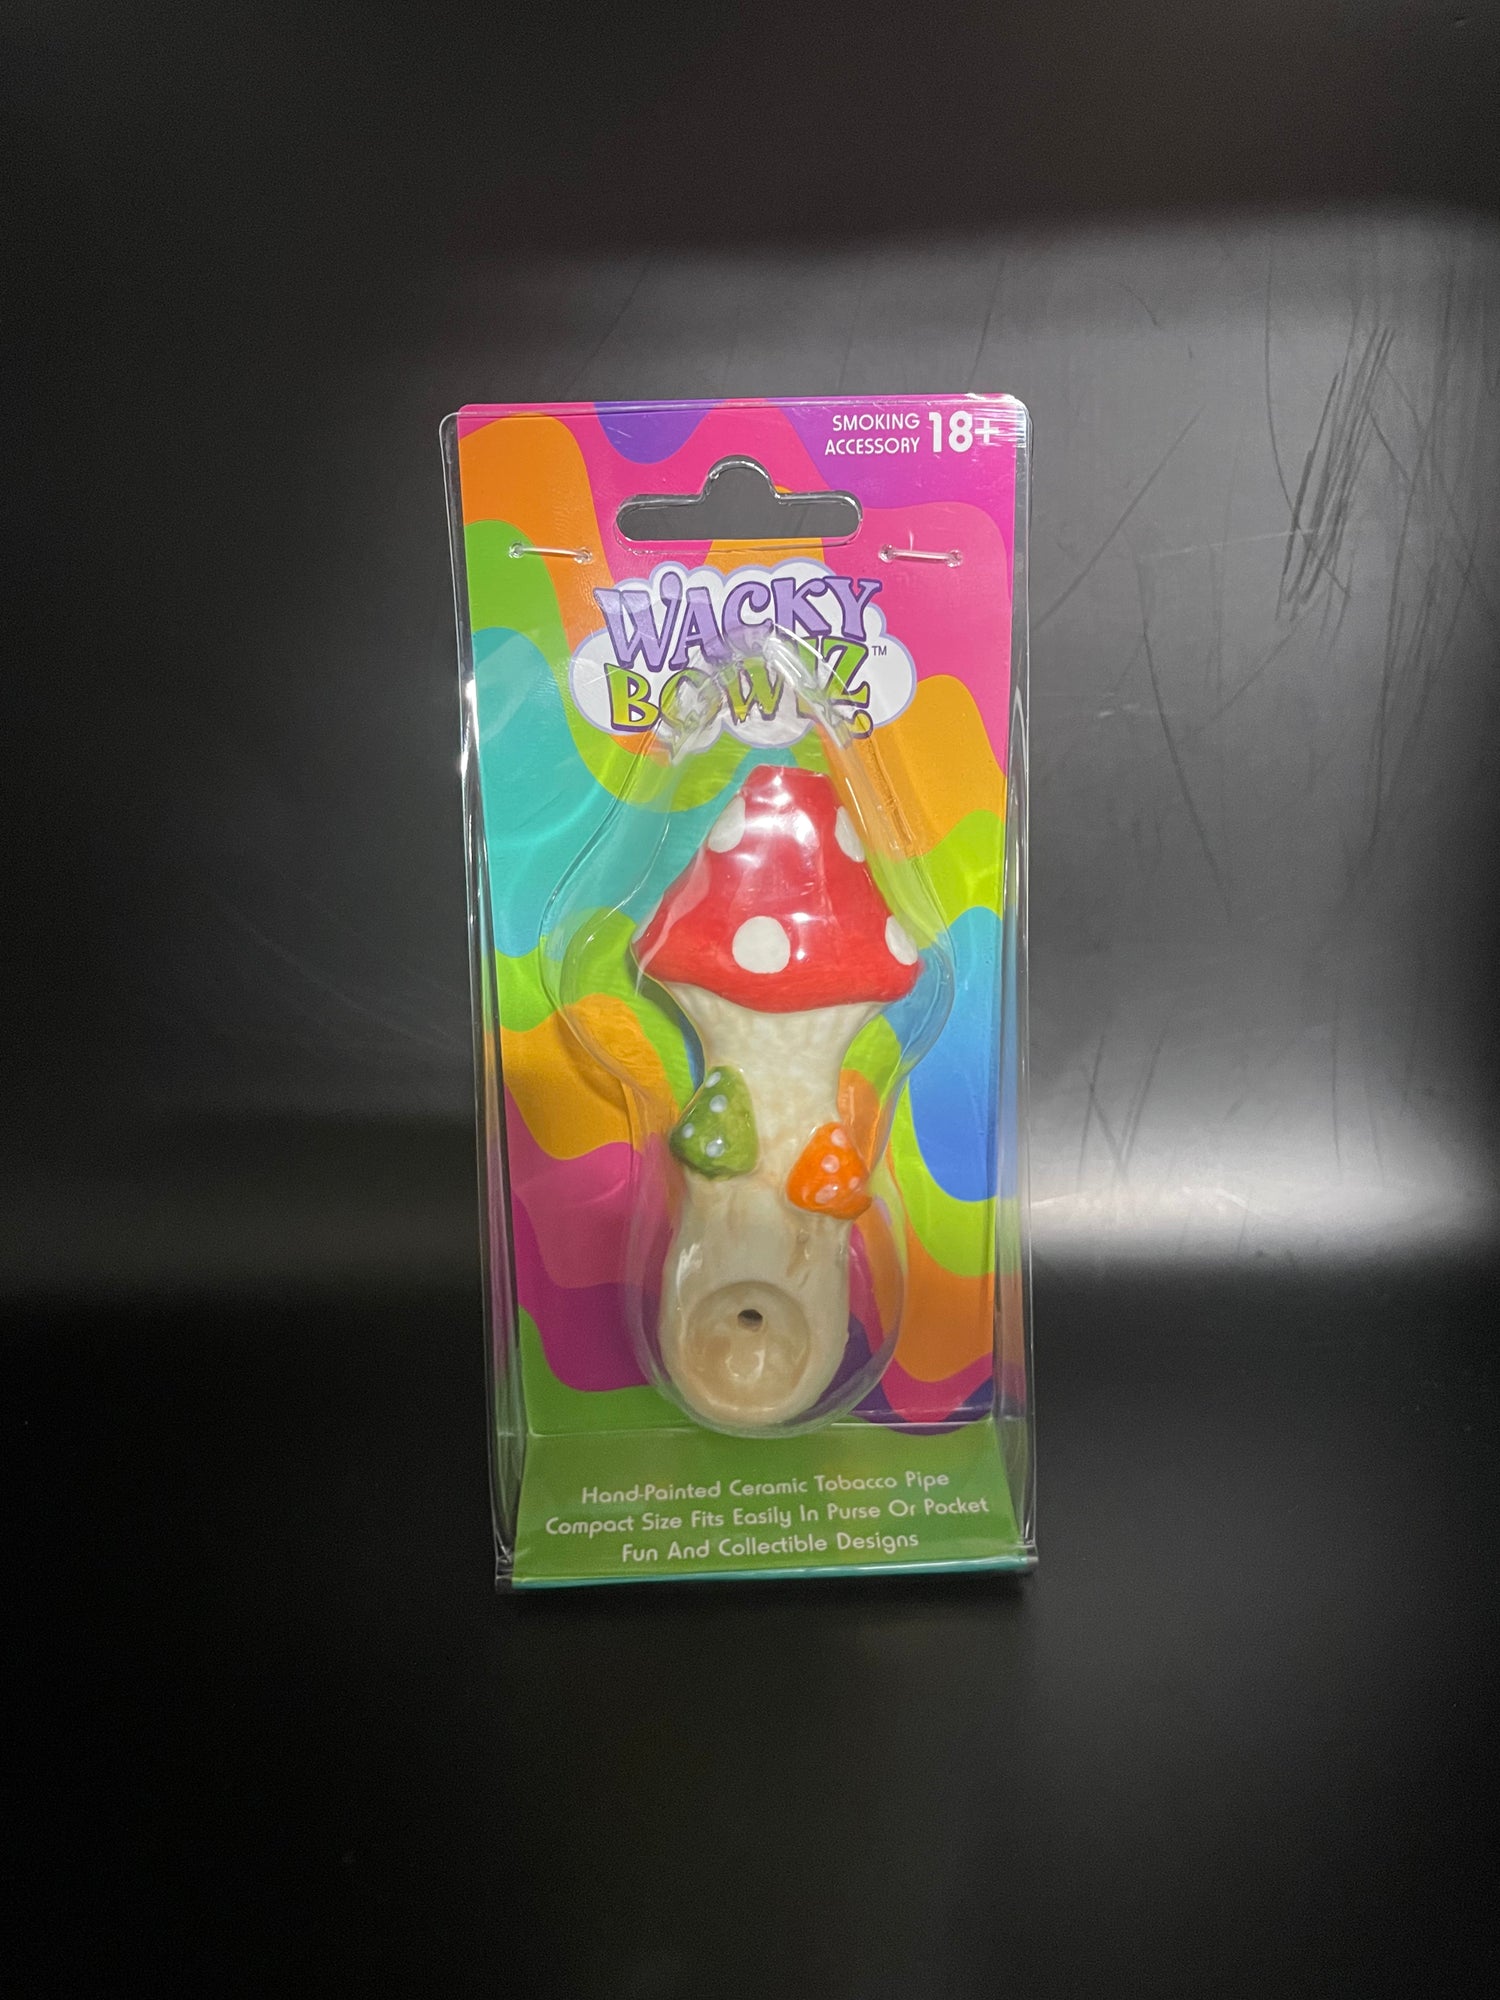 SMOKING
ACCESSORY 18+
WACKY
BOWLZ™
Hand-Painted Ceramic Tobacco Pipe
Compact Size Fits Easily In Purse Or Pocket
Fun And Collectible Designs